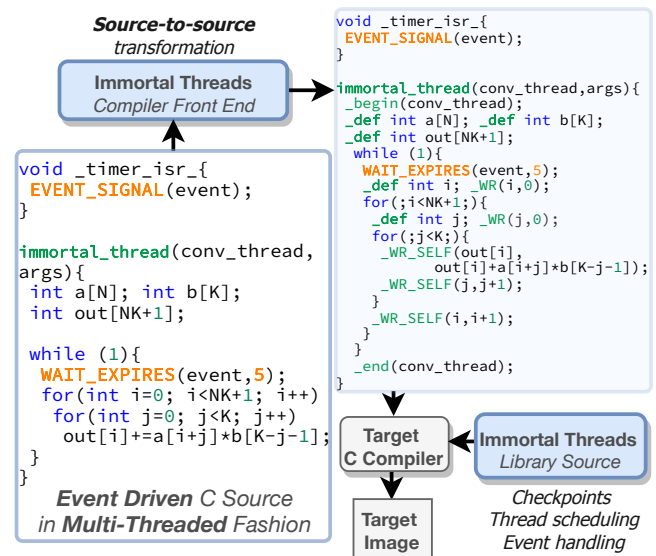 Source-to-source
transformation
Immortal Threads
Compiler Front End
void _timer_isr_{
EVENT_SIGNAL(event);
}
immortal_thread(conv_thread,
args){
int a[N]; int b[K];
int out[NK+1];
while (1){
WAIT_EXPIRES(event,5);
for(int i=0; i<NK+1; i++)
for(int j=0; j<K; j++)
out[i]+=a[i+j]*b[K-j-1];
}
}
Event Driven C Source
in Multi-Threaded Fashion
void _timer_isr_{
EVENT_SIGNAL(event);
}
immortal_thread(conv_thread,args){
_begin(conv_thread);
_def int a[N]; _def int b[K];
_def int out[NK+1];
while (1){
WAIT_EXPIRES(event,5);
_def int i; _WR(i,0);
for(;i<NK+1;){
_def int j; _WR(j,0);
for(;j<K;){
_WR_SELF(out[i],
out[i]+a[i+j]*b[K-j-1]);
_WR_SELF(j,j+1);
}
_WR_SELF(i,i+1);
}
}
_end(conv_thread);
}
Target
C Compiler
Immortal Threads
Library Source
Target
Image
Checkpoints
Thread scheduling
Event handling